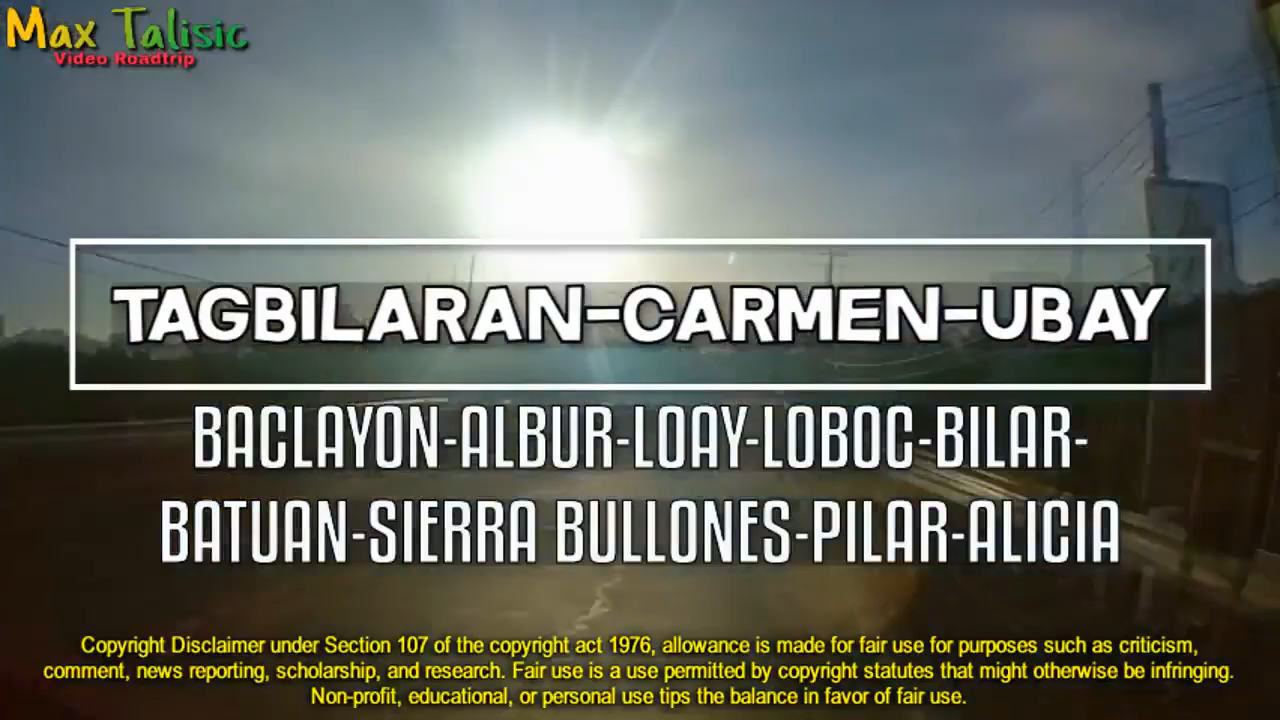 Max Talisic
Video Roadtrip
TAGBILARAN-CARMEN-UBAY
BACLAYON-ALBUR-LOAY-LOBOC-BILAR-
BATUAN-SIERRA BULLONES-PILAR-ALICIA
Copyright Disclaimer under Section 107 of the copyright act 1976, allowance is made for fair use for purposes such as criticism,
comment, news reporting, scholarship, and research. Fair use is a use permitted by copyright statutes that might otherwise be infringing.
Non-profit, educational, or personal use tips the balance in favor of fair use.